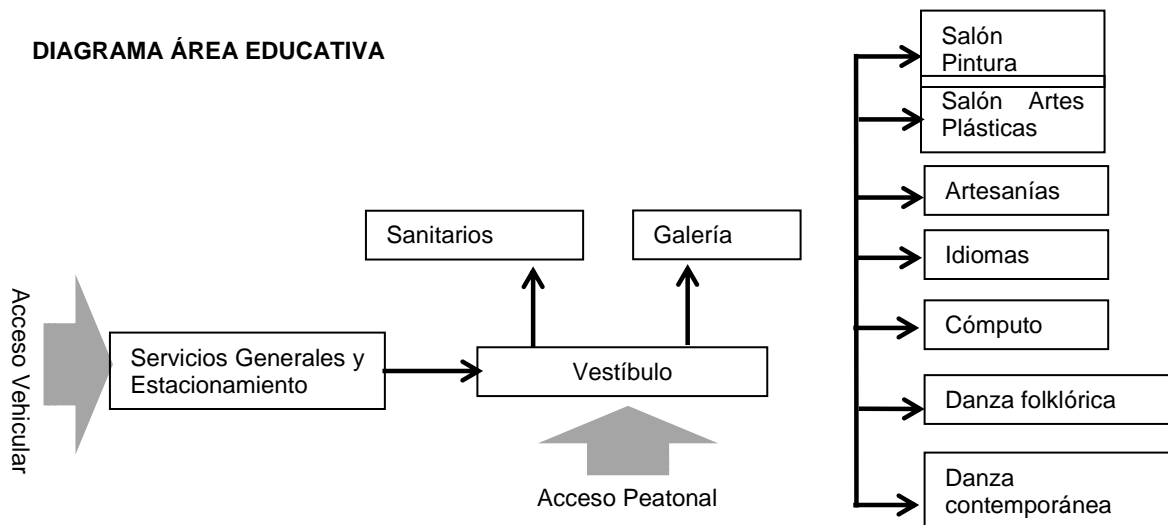 DIAGRAMA ÁREA EDUCATIVA
Salón
Pintura
Salón Artes
Plásticas
Artesanías
Sanitarios
Galería
Idiomas
Acceso Vehicular
Servicios Generales y
Estacionamiento
Vestíbulo
Cómputo
Danza folklórica
Acceso Peatonal
Danza
contemporánea